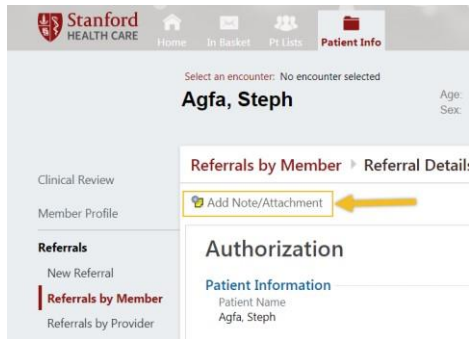 Stanford
HEALTH CARE
Home In Basket Pt Lists Patient Info
Select an encounter: No encounter selected
Agfa, Steph
Age:
Sex:
Clinical Review
Member Profile
Referrals
New Referral
Referrals by Member
Referrals by Provider
Referrals by Member Referral Details
Add Note/Attachment
Authorization
Patient Information
Patient Name
Agfa, Steph